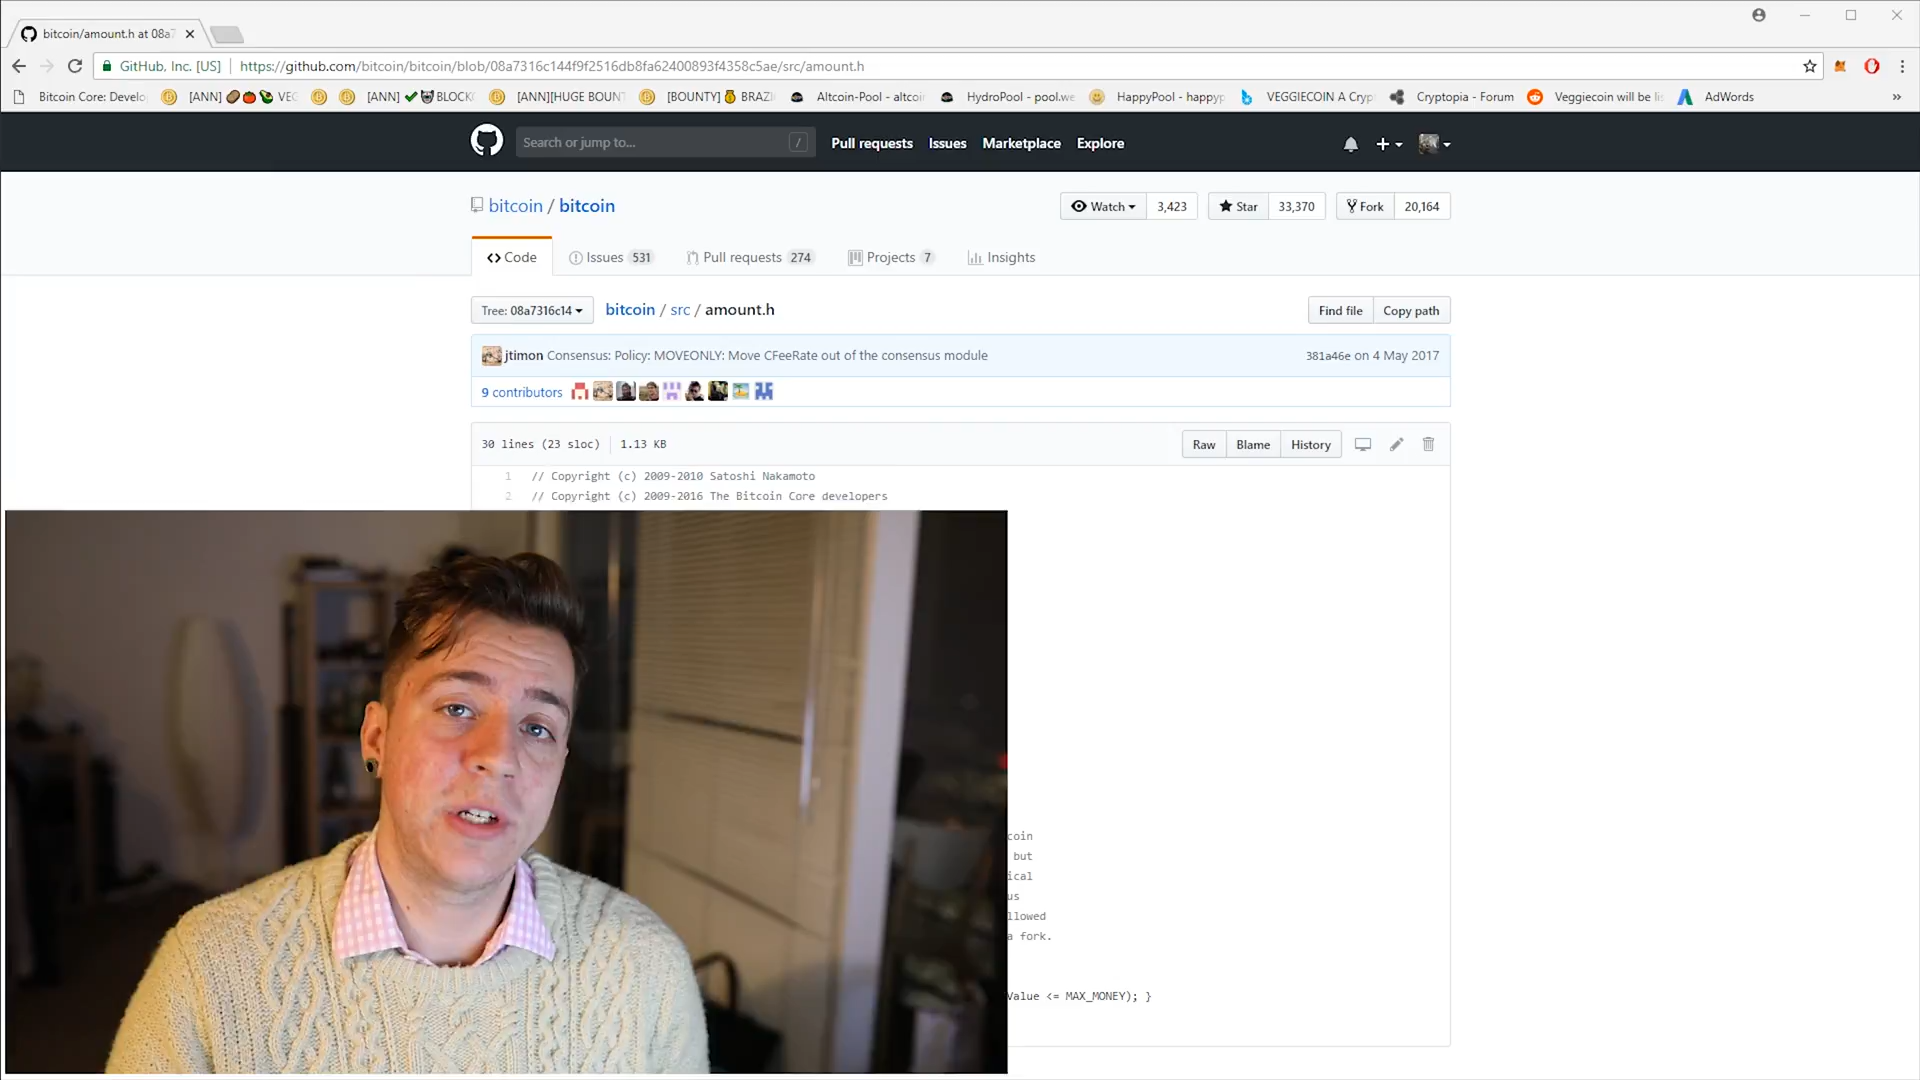 bitcoin/amount.h at 08a7
GitHub, Inc. [US] https://github.com/bitcoin/bitcoin/blob/08a7316c144f9f2516db8fa62400893f4358c5ae/src/amount.h
Bitcoin Core: Develo [ANN] VEG [ANN] BLOCK [ANN][HUGE BOUNT [BOUNTY] BRAZI Altcoin-Pool - altcoi HydroPool - pool.we HappyPool - happyp VEGGIECOIN A Cryp Cryptopia - Forum Veggiecoin will be li AdWords »
Search or jump to... / Pull requests Issues Marketplace Explore
bitcoin / bitcoin Watch 3,423 Star 33,370 Fork 20,164
Code Issues 531 Pull requests 274 Projects 7 Insights
Tree: 08a7316c14 bitcoin / src / amount.h Find file Copy path
jtimon Consensus: Policy: MOVEONLY: Move CFeeRate out of the consensus module 381a46e on 4 May 2017
9 contributors
30 lines (23 sloc) 1.13 KB Raw Blame History
1 // Copyright (c) 2009-2010 Satoshi Nakamoto
2 // Copyright (c) 2009-2016 The Bitcoin Core developers
coin
but
ical
us
llowed
a fork.
Value <= MAX_MONEY); }